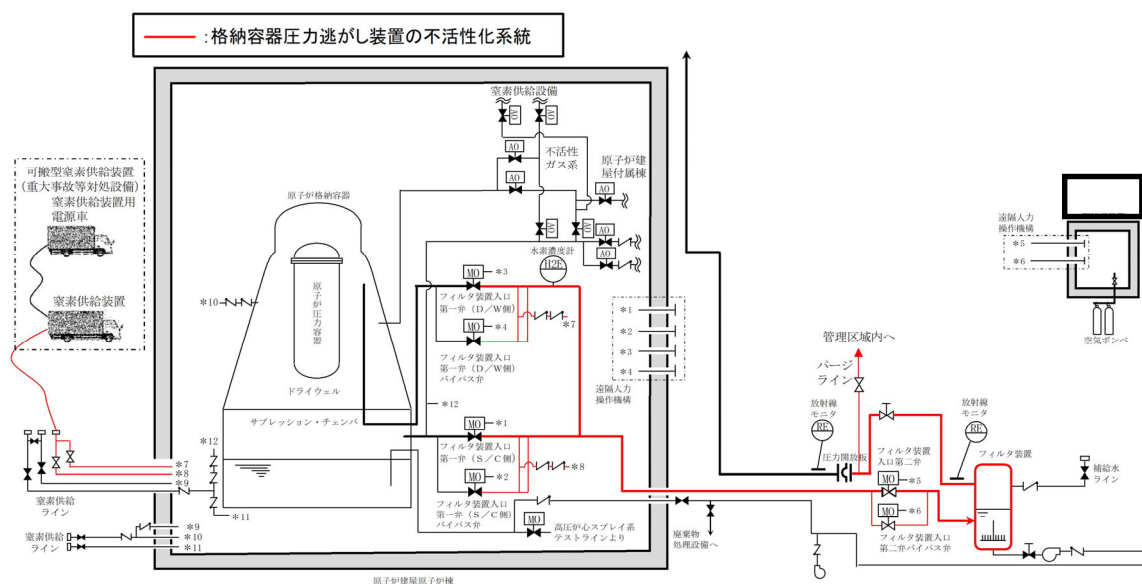 :格納容器圧力逃がし装置の不活性化系統
窒素供給設備
AO
AO
不活性
ガス系
AO
AO
原子炉建
屋付属棟
AO
AO
AO
AO
AO
可搬型窒素供給装置
(重大事故等対処設備)
窒素供給装置用
電源車
窒素供給装置
原子炉格納容器
原子炉圧力容器
ドライウェル
サプレッション・チェンバ
*10
*12
*11
*12
水素濃度計
H2E
MO
*3
フィルタ装置入口
第一弁(D/W側)
MO
*4
*7
フィルタ装置入口
第一弁(D/W側)
バイパス弁
MO
*1
フィルタ装置入口
第一弁(S/C側)
MO
*2
*8
フィルタ装置入口
第一弁(S/C側)
バイパス弁
MO
高圧炉心スプレイ系
テストラインより
*1
*2
*3
*4
遠隔人力
操作機構
*7
*8
*9
窒素供給
ライン
*9
*10
*11
窒素供給
ライン
原子炉建屋原子炉棟
廃棄物
処理設備へ
遠隔人力
操作機構
*5
*6
空気ボンベ
管理区域内へ
パージ
ライン
放射線
モニタ
RE
圧力開放板
放射線
モニタ
RE
フィルタ装置
入口第二弁
MO
*5
MO
*6
フィルタ装置入口
第二弁バイパス弁
フィルタ装置
補給水
ライン